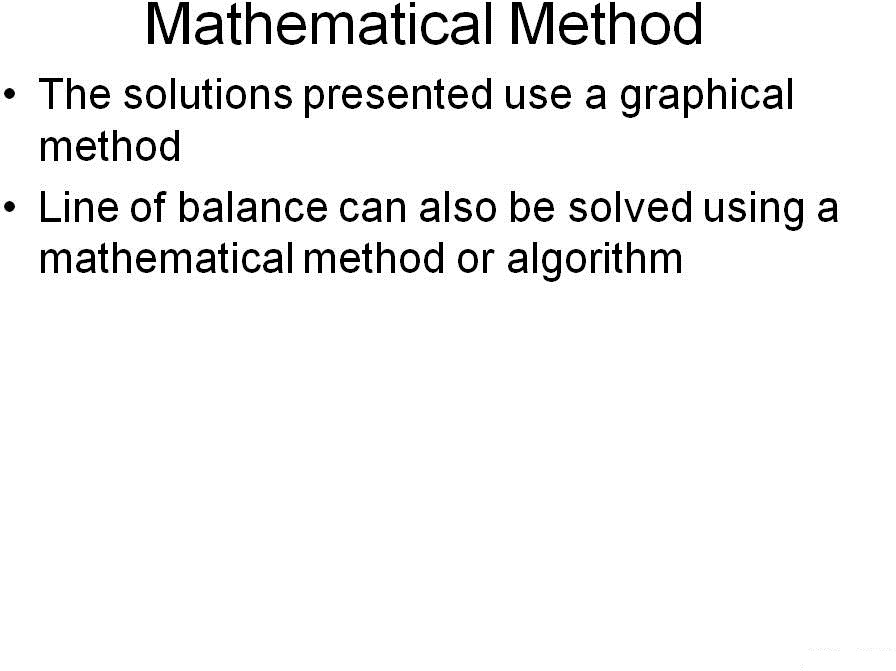 Mathematical Method
• The solutions presented use a graphical
method
• Line of balance can also be solved using a
mathematical method or algorithm